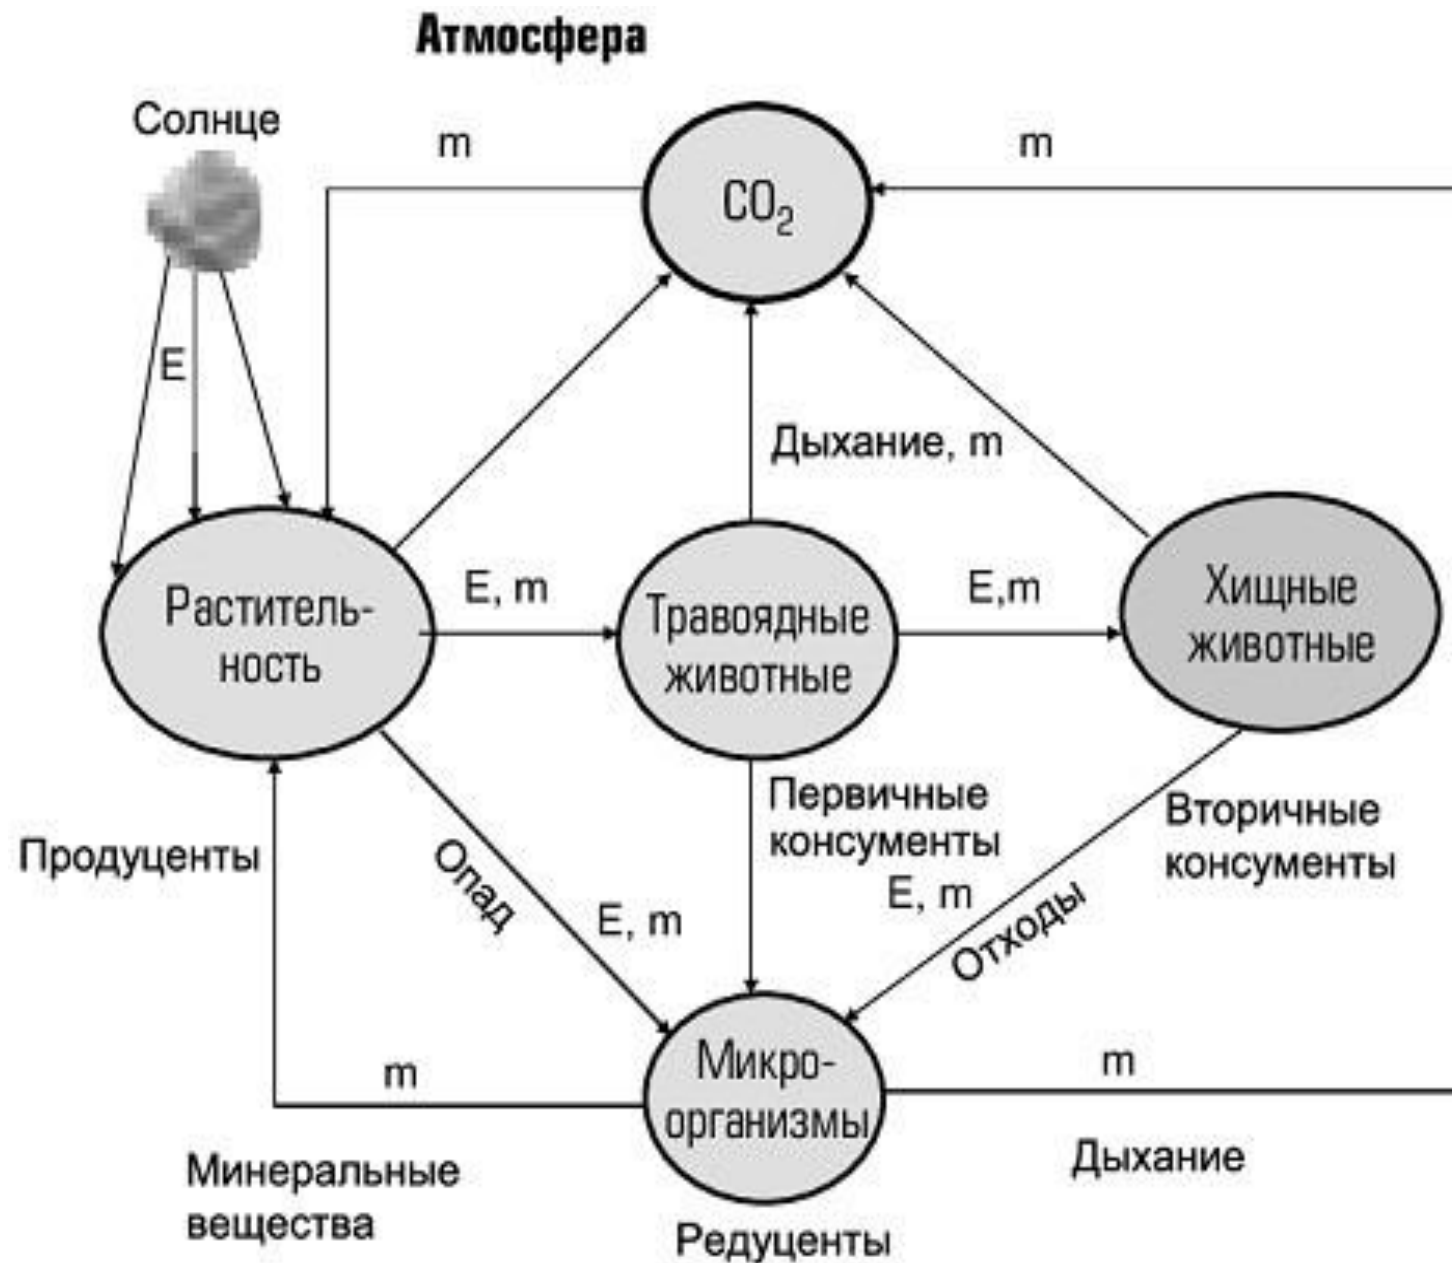 Атмосфера
Солнце
m
m
CO₂
E
Дыхание, m
E, m
E,m
Раститель-
ность
Травоядные
животные
Хищные
животные
Первичные
консументы
Вторичные
консументы
Продуценты
Опад
E, m
E, m
Отходы
Микро-
организмы
m
m
Минеральные
вещества
Дыхание
Редуценты